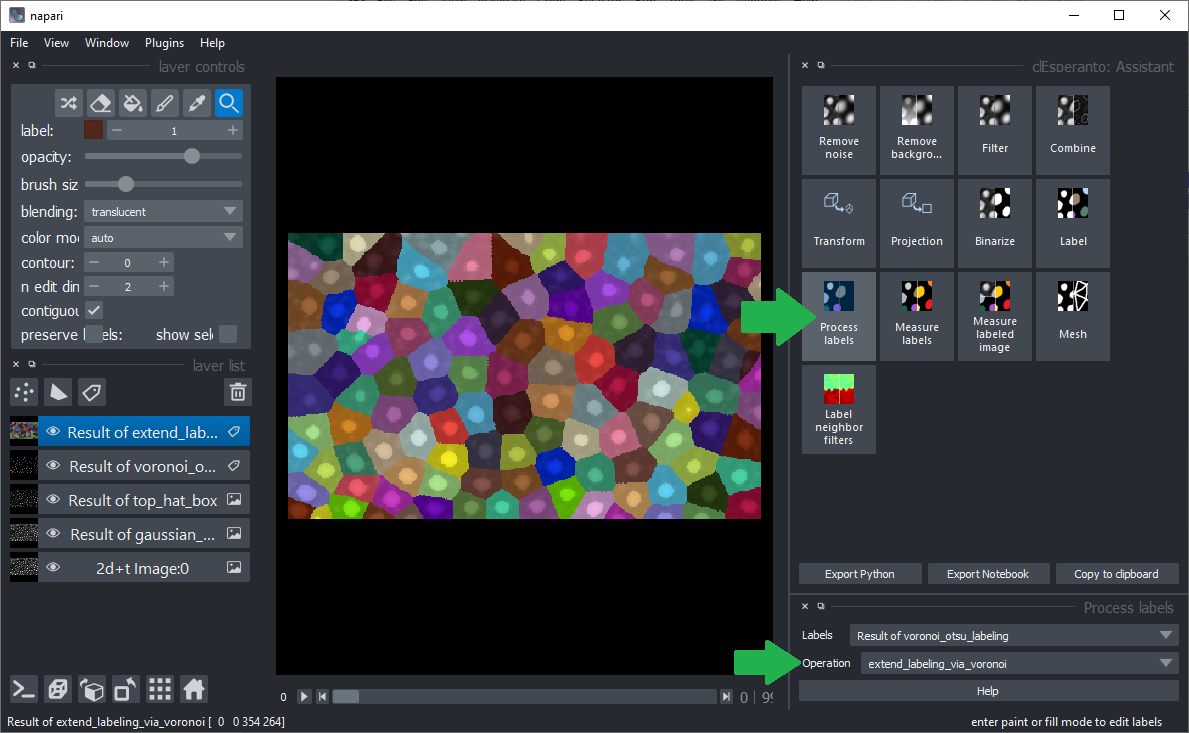 napari
File View Window Plugins Help
layer controls
label: 1
opacity:
brush siz
blending: translucent
color mo auto
contour: 0
n edit din 2
contiguou
preserve els: show sel
layer list
Result of extend_lab...
Result of voronoi_o...
Result of top_hat_box
Result of gaussian_...
2d+t Image:0
0 0 99
clEsperanto: Assistant
Remove
noise
Remove
backgro...
Filter
Combine
Transform
Projection
Binarize
Label
Process
labels
Measure
labels
Measure
labeled
image
Mesh
Label
neighbor
filters
Export Python Export Notebook Copy to clipboard
Process labels
Labels Result of voronoi_otsu_labeling
Operation extend_labeling_via_voronoi
Help
Result of extend_labeling_via_voronoi [ 0 0 354 264]
enter paint or fill mode to edit labels